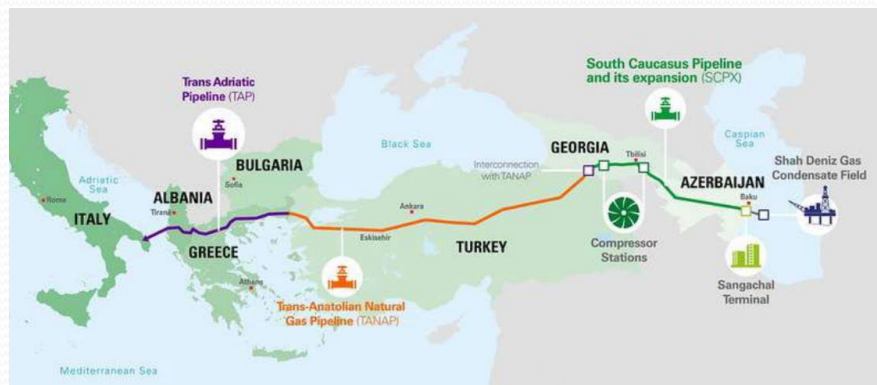 Trans Adriatic
Pipeline (TAP)
South Caucasus Pipeline
and its expansion (SCPX)
Black Sea
Caspian
Sea
GEORGIA
Tbilisi
Interconnection
with TANAP
Shah Deniz Gas
Condensate Field
BULGARIA
Sofia
Adriatic
Sea
ALBANIA
Tiranë
AZERBAIJAN
Baku
Roma
ITALY
Ankara
Eskisehir
TURKEY
GREECE
Athens
Compressor
Stations
Sangachal
Terminal
Trans-Anatolian Natural
Gas Pipeline (TANAP)
Mediterranean Sea